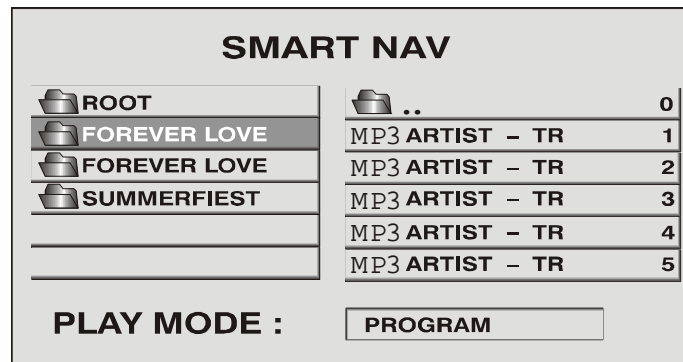 SMART NAV
ROOT
FOREVER LOVE
FOREVER LOVE
SUMMERFIEST
.. 0
MP3 ARTIST – TR 1
MP3 ARTIST – TR 2
MP3 ARTIST – TR 3
MP3 ARTIST – TR 4
MP3 ARTIST – TR 5
PLAY MODE : PROGRAM